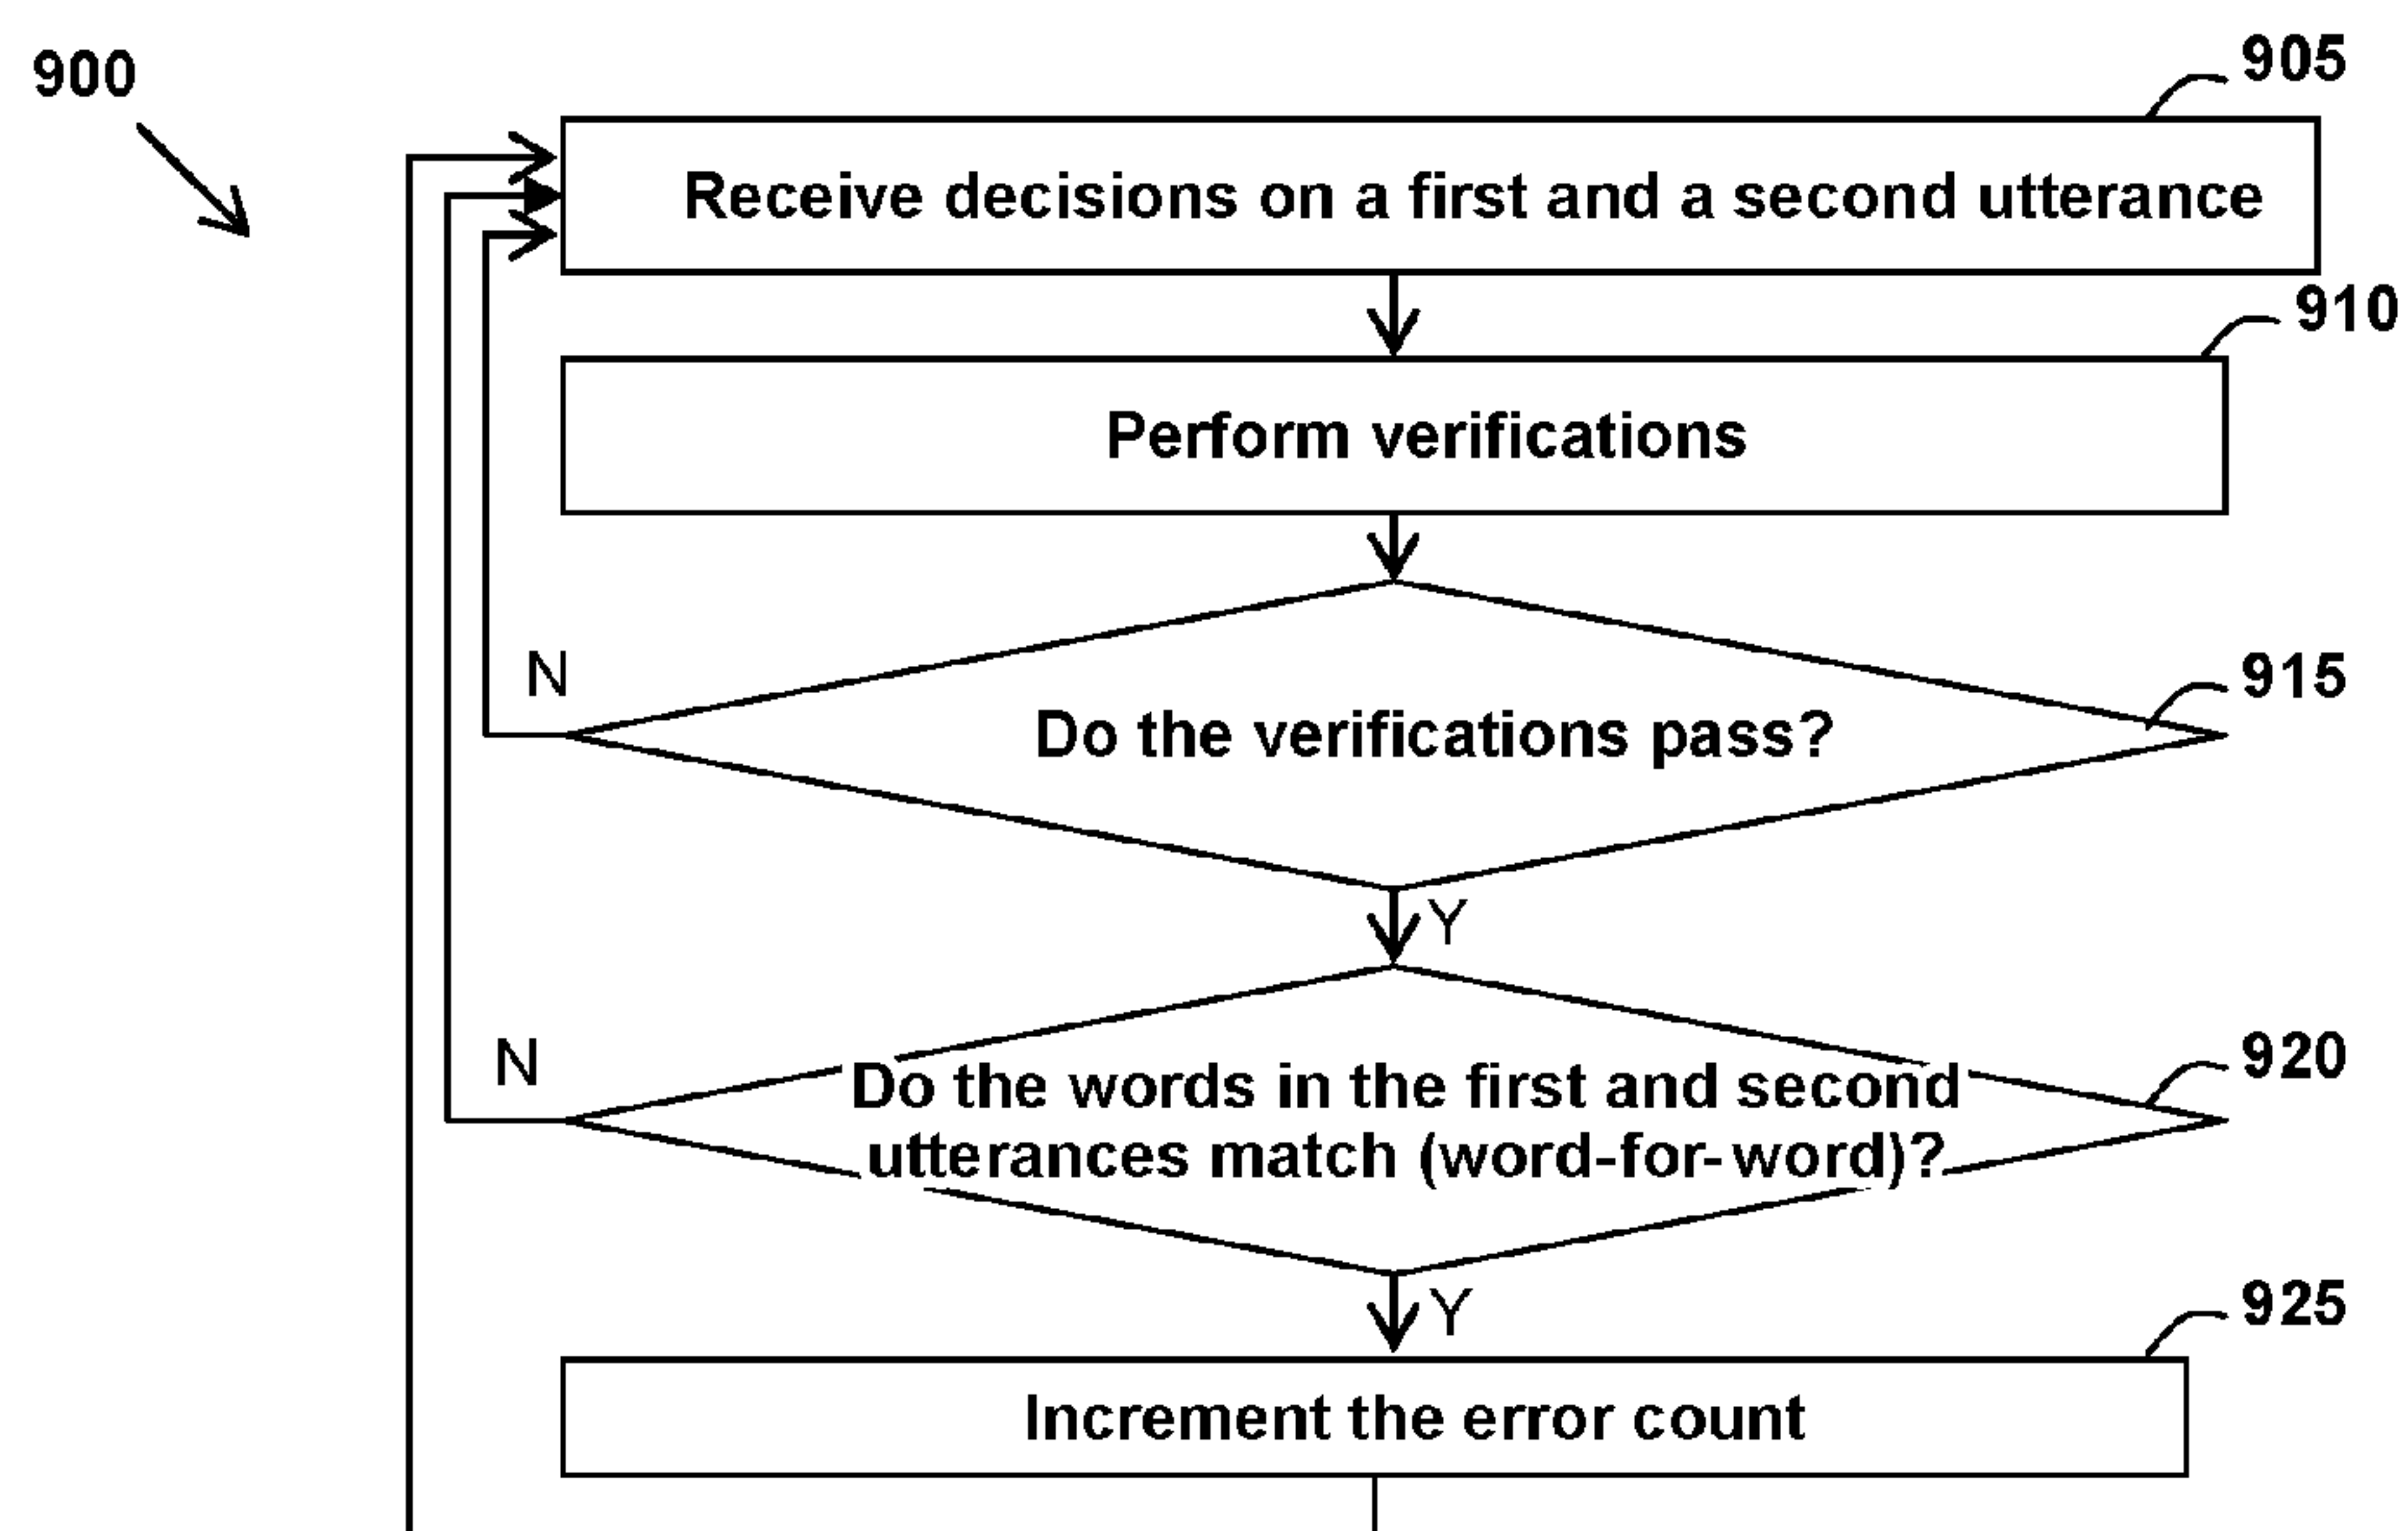 900
905
Receive decisions on a first and a second utterance
910
Perform verifications
N
915
Do the verifications pass?
Y
N
920
Do the words in the first and second
utterances match (word-for-word)?
Y
925
Increment the error count